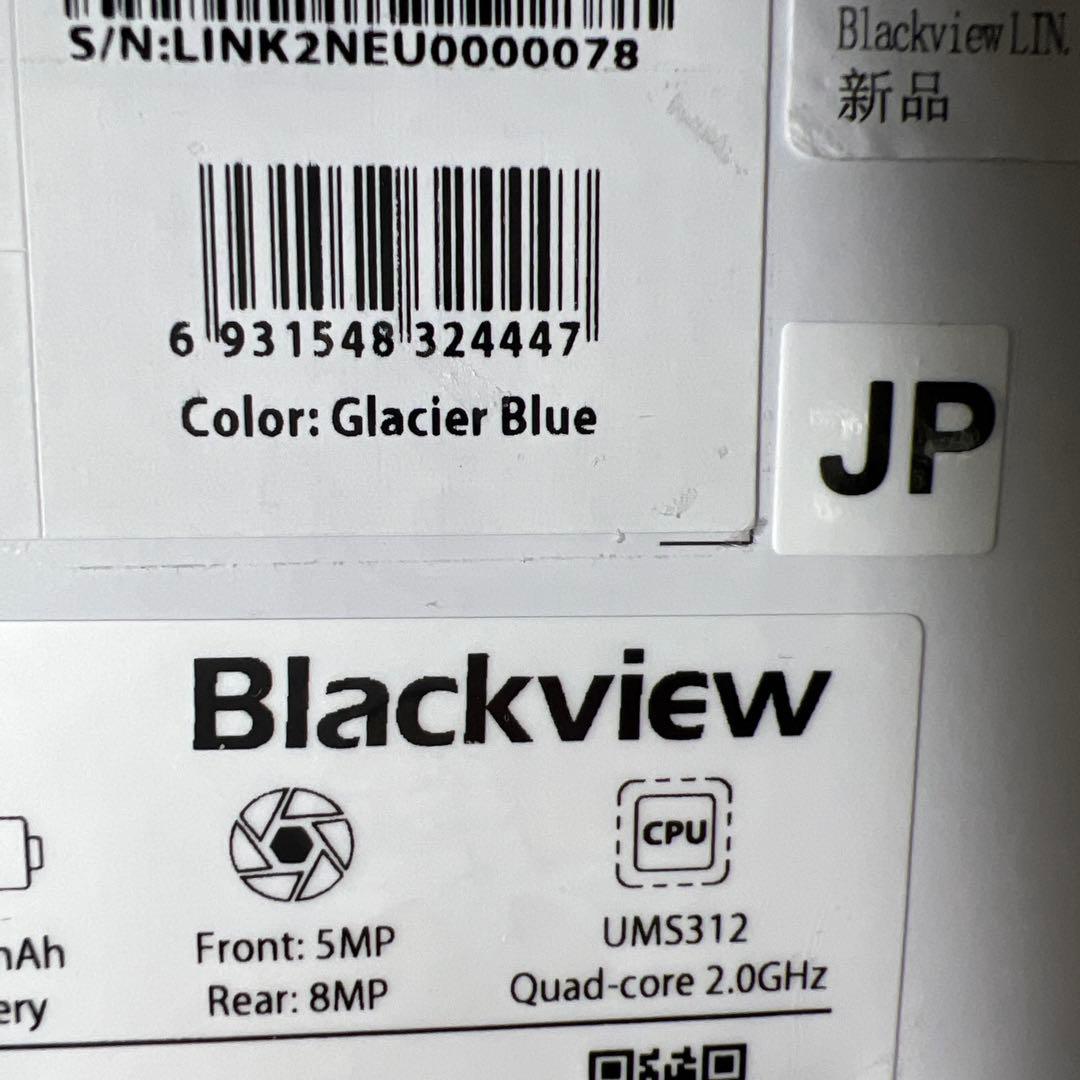 S/N:LINK2NEU0000078
Blackview LIN
新品
6 931548 324447
Color: Glacier Blue
JP
Blackview
CPU
mAh
ery
Front: 5MP
Rear: 8MP
UMS312
Quad-core 2.0GHz